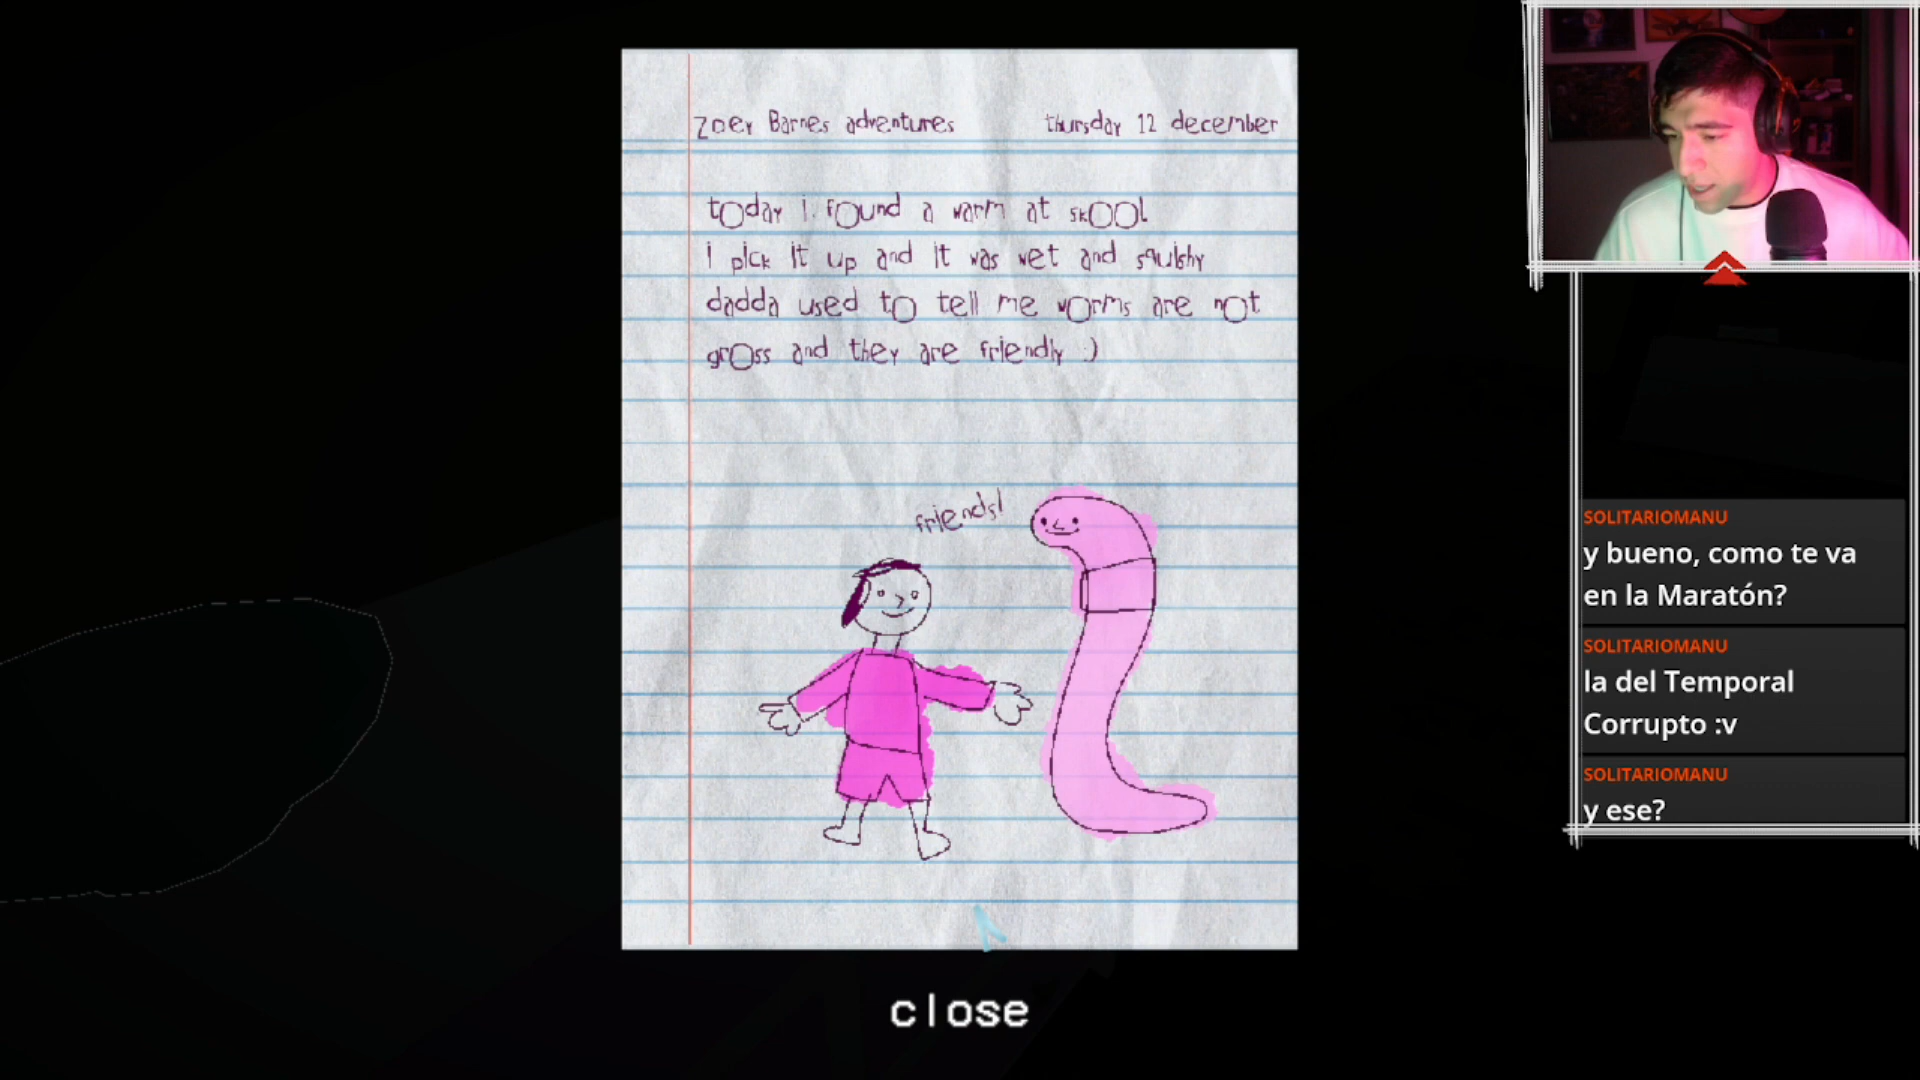 Zoey Barnes adventures thursday 12 december
today i found a warm at skool
i pick it up and it was wet and squishy
dadda used to tell me worms are not
gross and they are friendly :)
friends!
close
SOLITARIOMANU
y bueno, como te va
en la Maratón?
SOLITARIOMANU
la del Temporal
Corrupto :v
SOLITARIOMANU
y ese?